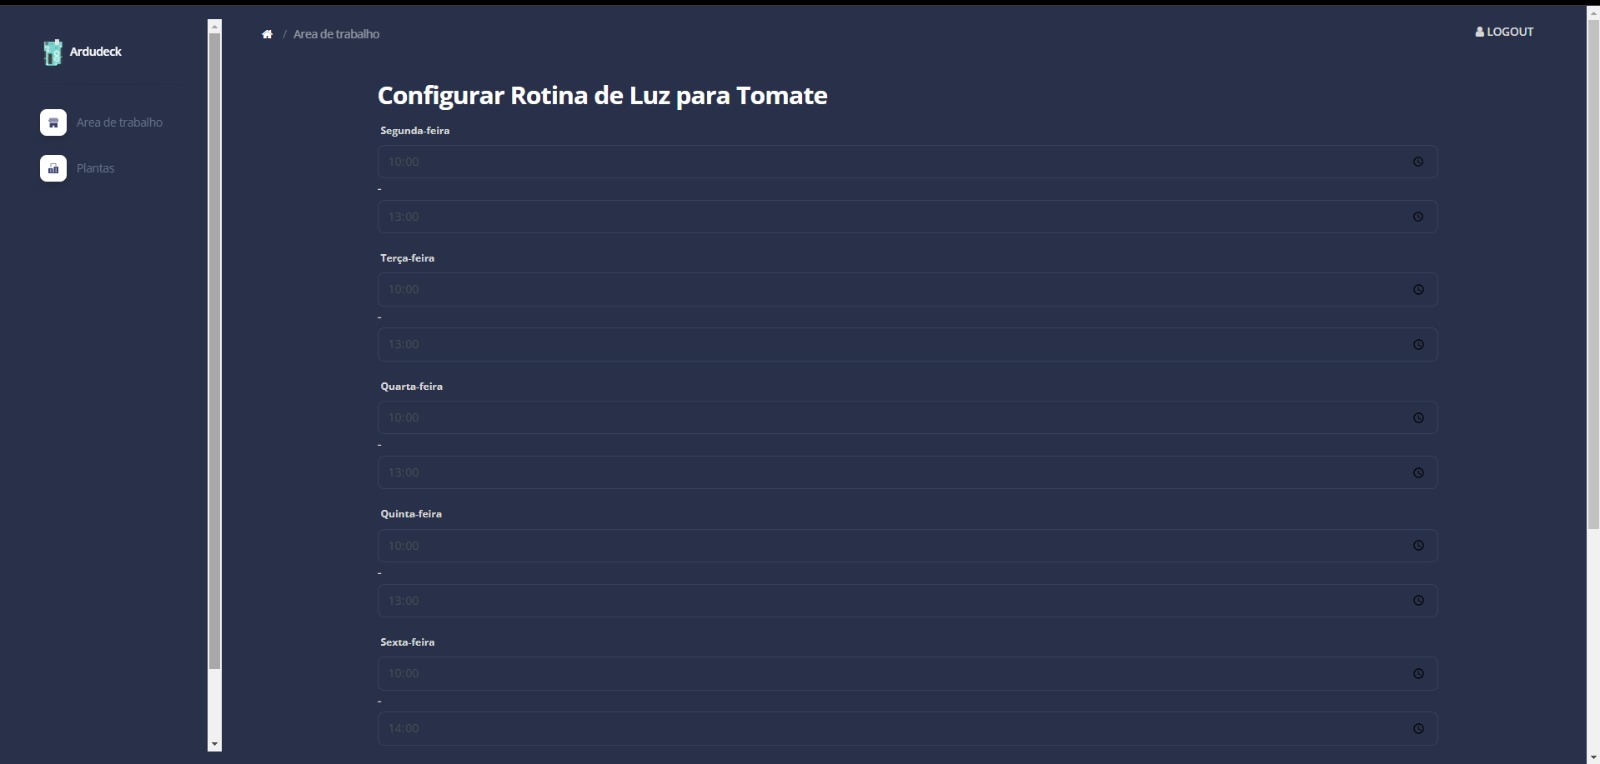 Ardudeck
Area de trabalho
Plantas
/ Area de trabalho
LOGOUT
Configurar Rotina de Luz para Tomate
Segunda-feira
10:00
-
13:00
Terça-feira
10:00
-
13:00
Quarta-feira
10:00
-
13:00
Quinta-feira
10:00
-
13:00
Sexta-feira
10:00
-
14:00